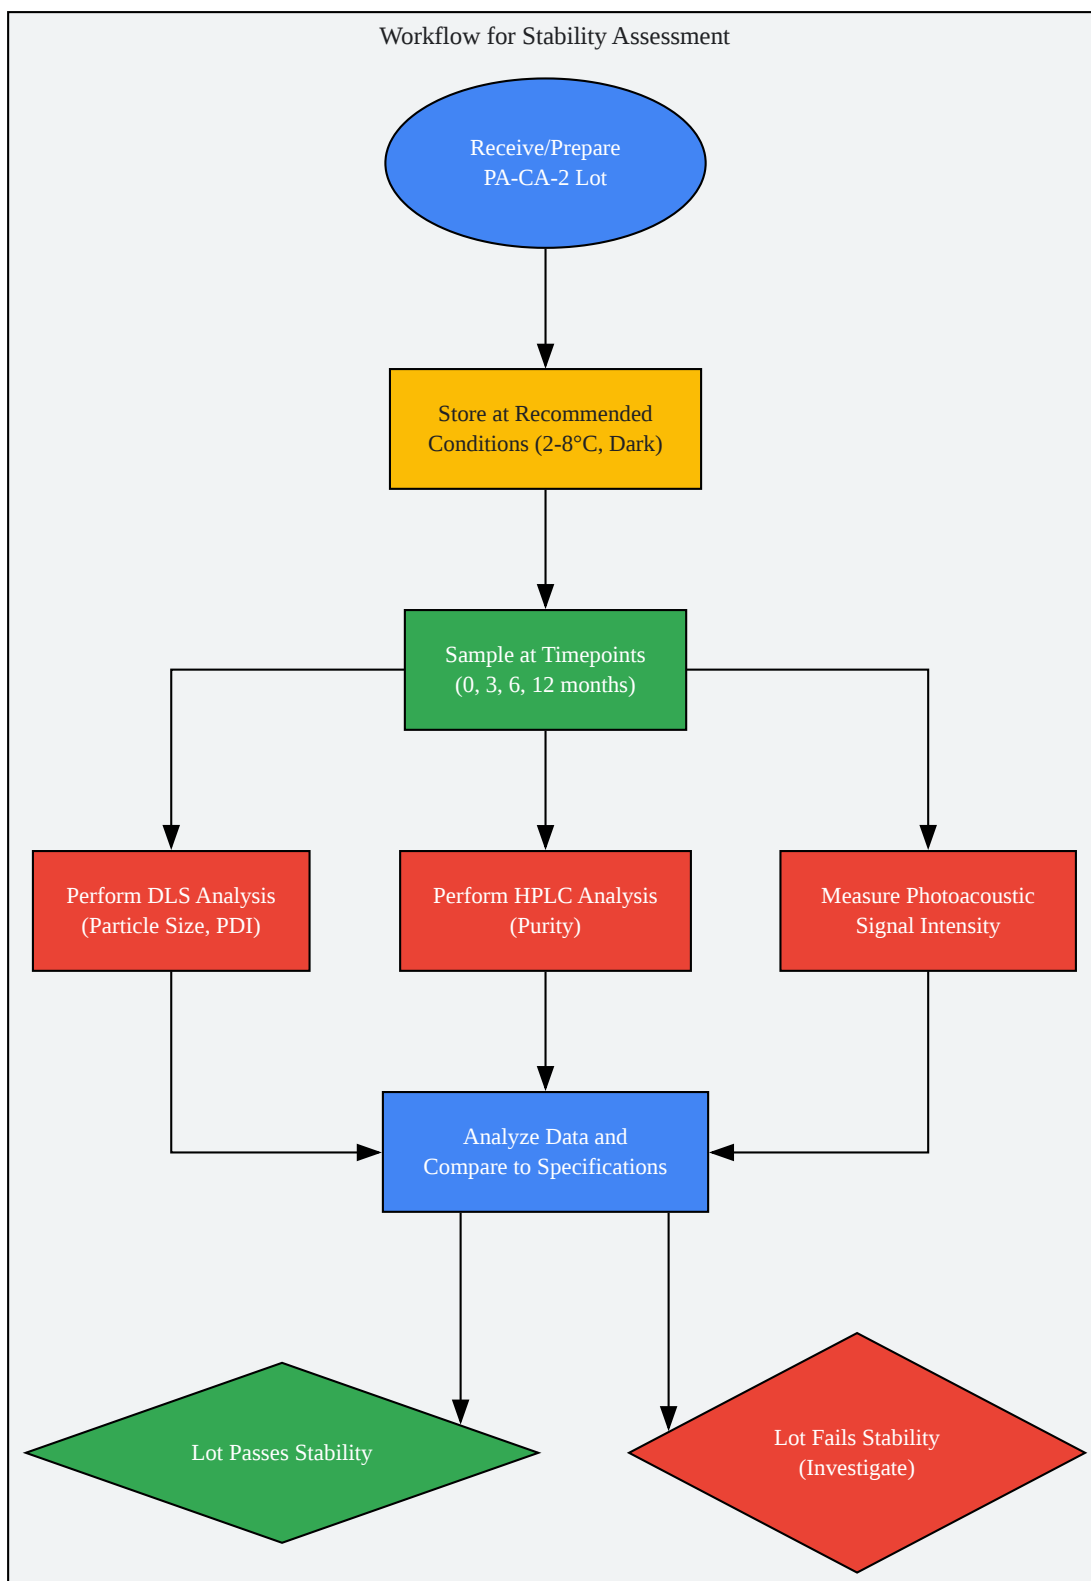 Workflow for Stability Assessment
Receive/Prepare
PA-CA-2 Lot
Store at Recommended
Conditions (2-8°C, Dark)
Sample at Timepoints
(0, 3, 6, 12 months)
Perform DLS Analysis
(Particle Size, PDI)
Perform HPLC Analysis
(Purity)
Measure Photoacoustic
Signal Intensity
Analyze Data and
Compare to Specifications
Lot Passes Stability
Lot Fails Stability
(Investigate)